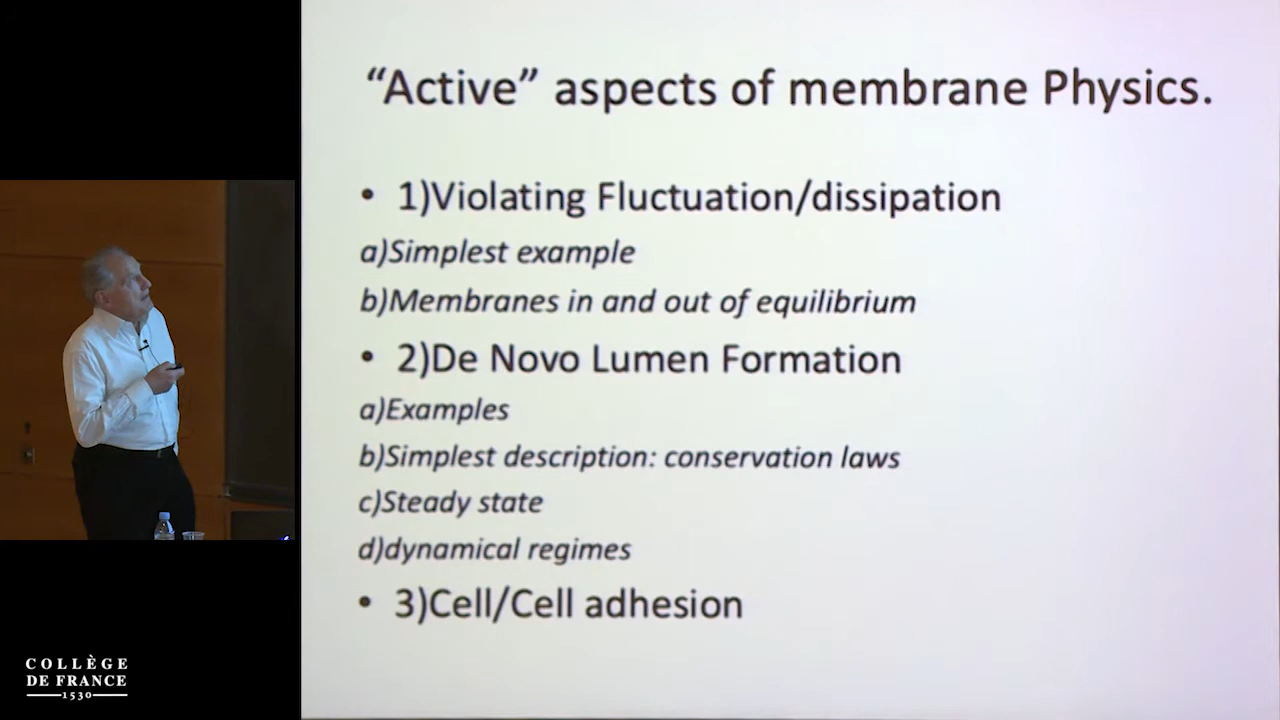 “Active” aspects of membrane Physics.
• 1)Violating Fluctuation/dissipation
a)Simplest example
b)Membranes in and out of equilibrium
• 2)De Novo Lumen Formation
a)Examples
b)Simplest description: conservation laws
c)Steady state
d)dynamical regimes
• 3)Cell/Cell adhesion
COLLÈGE
DE FRANCE
1530